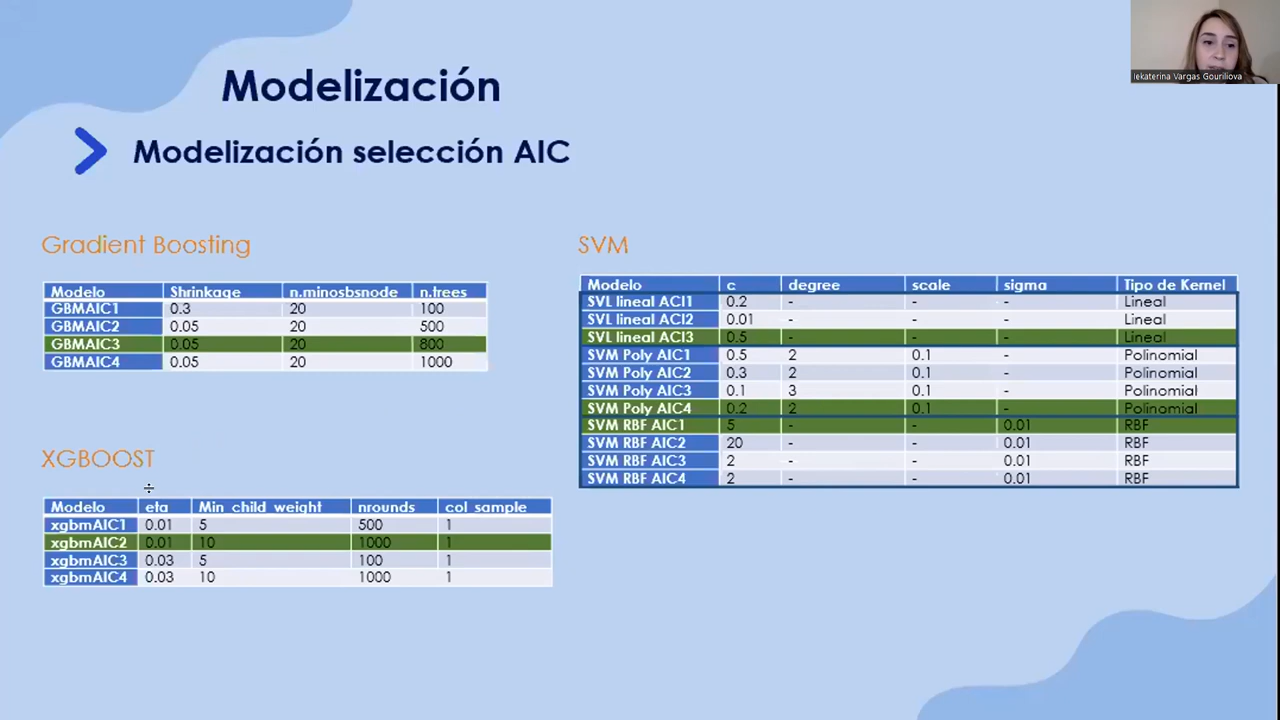 Iekaterina Vargas Gouriliova
Modelización
Modelización selección AIC
Gradient Boosting
Modelo Shrinkage n.minosbsnode n.trees
GBMAIC1 0.3 20 100
GBMAIC2 0.05 20 500
GBMAIC3 0.05 20 800
GBMAIC4 0.05 20 1000
XGBOOST
Modelo eta Min child weight nrounds col sample
xgbmAIC1 0.01 5 500 1
xgbmAIC2 0.01 10 1000 1
xgbmAIC3 0.03 5 100 1
xgbmAIC4 0.03 10 1000 1
SVM
Modelo c degree scale sigma Tipo de Kernel
SVL lineal ACI1 0.2 - - - Lineal
SVL lineal ACI2 0.01 - - - Lineal
SVL lineal ACI3 0.5 - - - Lineal
SVM Poly AIC1 0.5 2 0.1 - Polinomial
SVM Poly AIC2 0.3 2 0.1 - Polinomial
SVM Poly AIC3 0.1 3 0.1 - Polinomial
SVM Poly AIC4 0.2 2 0.1 - Polinomial
SVM RBF AIC1 5 - - 0.01 RBF
SVM RBF AIC2 20 - - 0.01 RBF
SVM RBF AIC3 2 - - 0.01 RBF
SVM RBF AIC4 2 - - 0.01 RBF